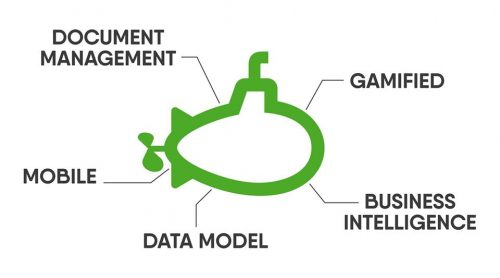 DOCUMENT
MANAGEMENT
GAMIFIED
MOBILE
BUSINESS
INTELLIGENCE
DATA MODEL